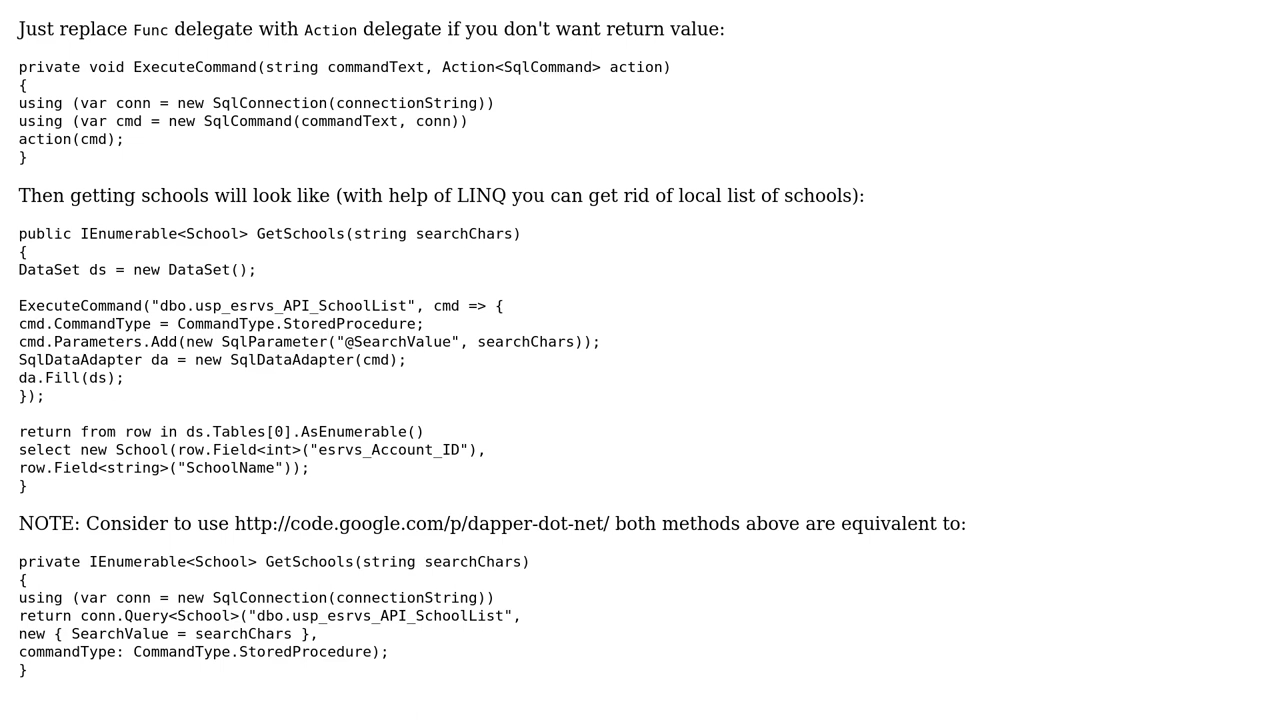 Just replace Func delegate with Action delegate if you don't want return value:
private void ExecuteCommand(string commandText, Action<SqlCommand> action)
{
using (var conn = new SqlConnection(connectionString))
using (var cmd = new SqlCommand(commandText, conn))
action(cmd);
}
Then getting schools will look like (with help of LINQ you can get rid of local list of schools):
public IEnumerable<School> GetSchools(string searchChars)
{
DataSet ds = new DataSet();
ExecuteCommand("dbo.usp_esrvs_API_SchoolList", cmd => {
cmd.CommandType = CommandType.StoredProcedure;
cmd.Parameters.Add(new SqlParameter("@SearchValue", searchChars));
SqlDataAdapter da = new SqlDataAdapter(cmd);
da.Fill(ds);
});
return from row in ds.Tables[0].AsEnumerable()
select new School(row.Field<int>("esrvs_Account_ID"),
row.Field<string>("SchoolName"));
}
NOTE: Consider to use http://code.google.com/p/dapper-dot-net/ both methods above are equivalent to:
private IEnumerable<School> GetSchools(string searchChars)
{
using (var conn = new SqlConnection(connectionString))
return conn.Query<School>("dbo.usp_esrvs_API_SchoolList",
new { SearchValue = searchChars },
commandType: CommandType.StoredProcedure);
}